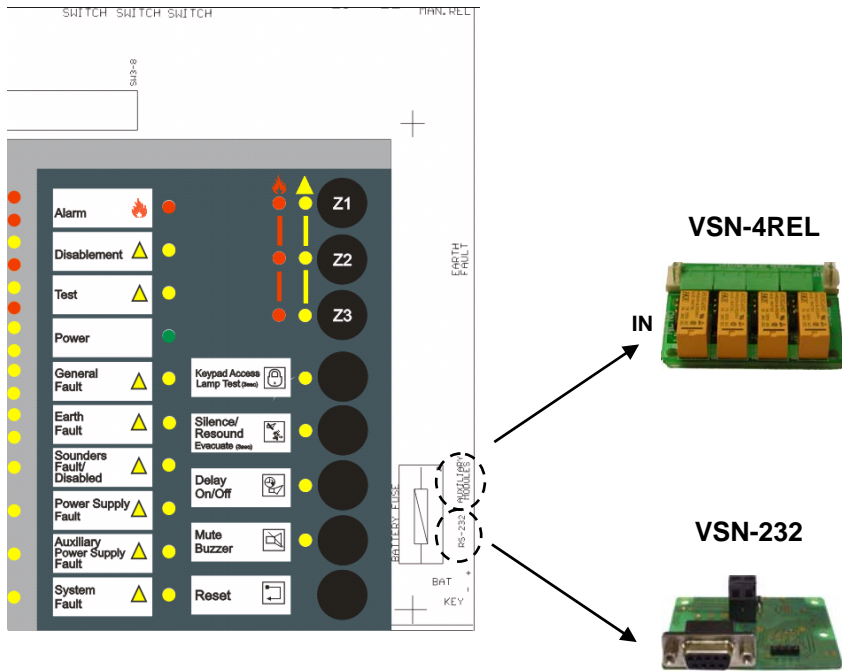 SWITCH SWITCH SWITCH
MAN.REL
SW3-8
Alarm
Disablement
Test
Power
General
Fault
Earth
Fault
Sounders
Fault/
Disabled
Power Supply
Fault
Auxiliary
Power Supply
Fault
System
Fault
Z1
Z2
Z3
Keypad Access
Lamp Test (3sec)
Silence/
Resound
Evacuate (3sec)
Delay
On/Off
Mute
Buzzer
Reset
EARTH
FAULT
BATTERY FUSE
AUXILIARY
MODULES
RS-232
BAT + -
KEY
VSN-4REL
IN
VSN-232